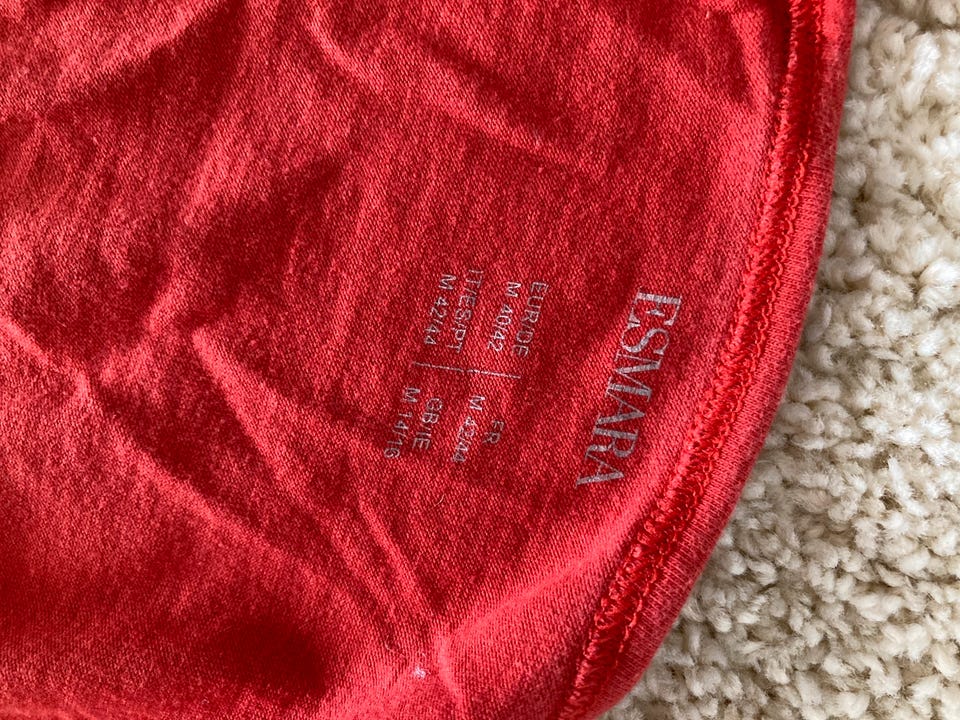 ESMARA
EUR/DE | FR
M 40/42 | M 42/44
IT/ES/PT | GB/IE
M 42/44 | M 14/16